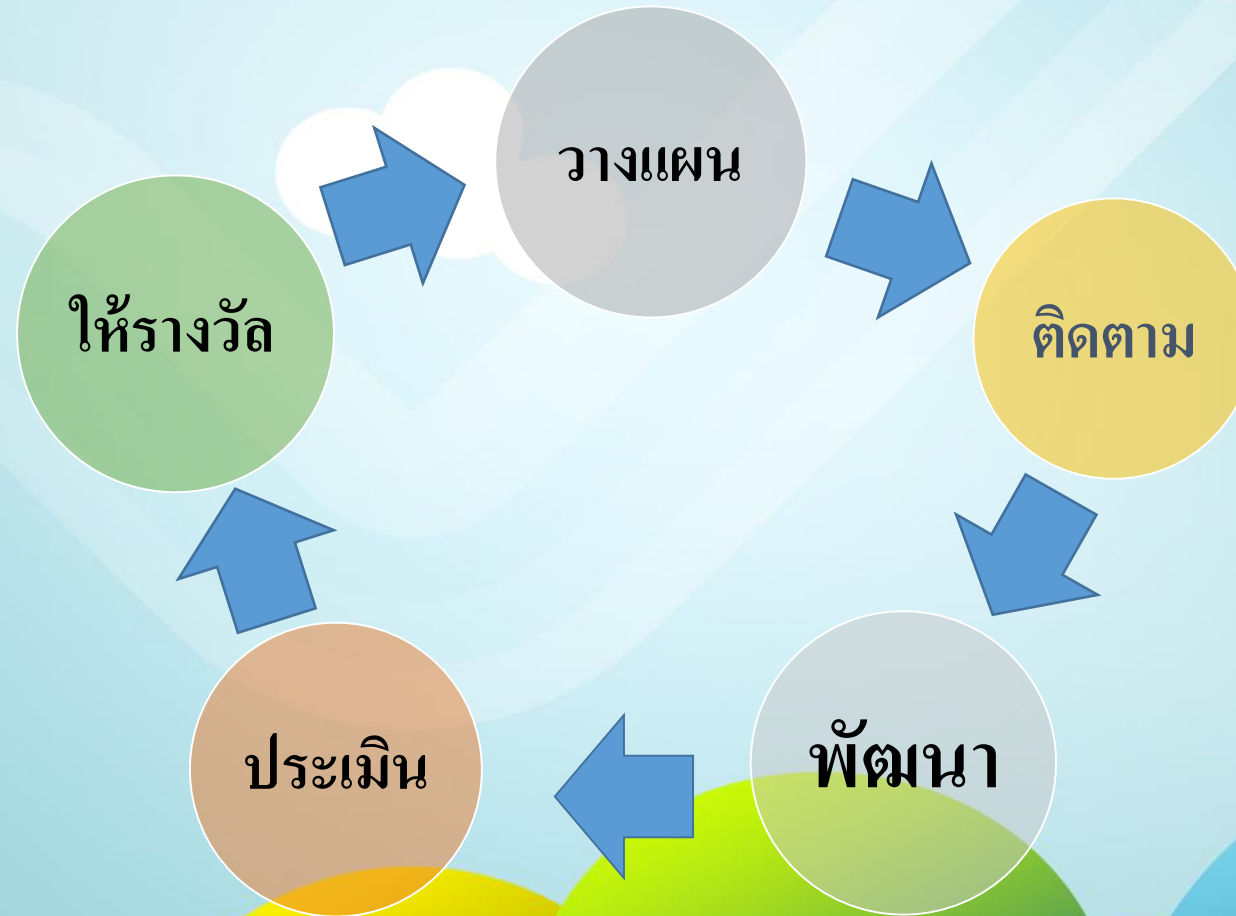 วางแผน
ติดตาม
พัฒนา
ประเมิน
ให้รางวัล